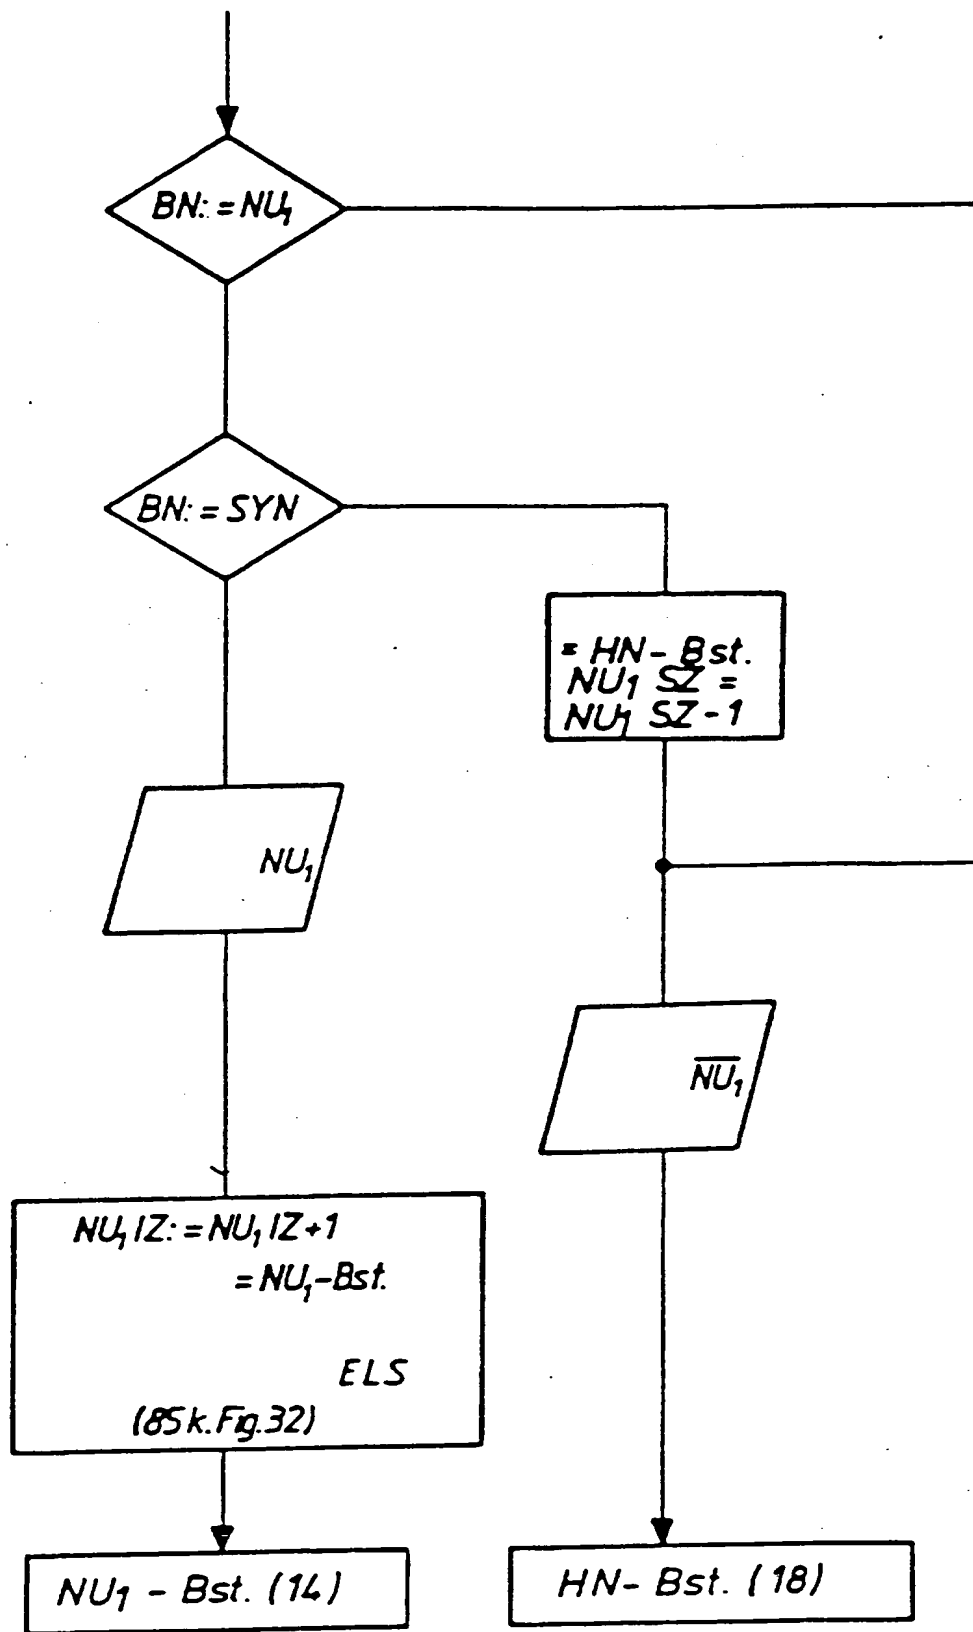 BN: = NU₁
BN: = SYN
= HN - Bst.
NU₁ SZ =
NU₁ SZ - 1
NU₁
N̅U̅₁̅
NU₁ IZ: = NU₁ IZ + 1
= NU₁ - Bst.
ELS
(85k. Fig. 32)
NU₁ - Bst. (14)
HN - Bst. (18)